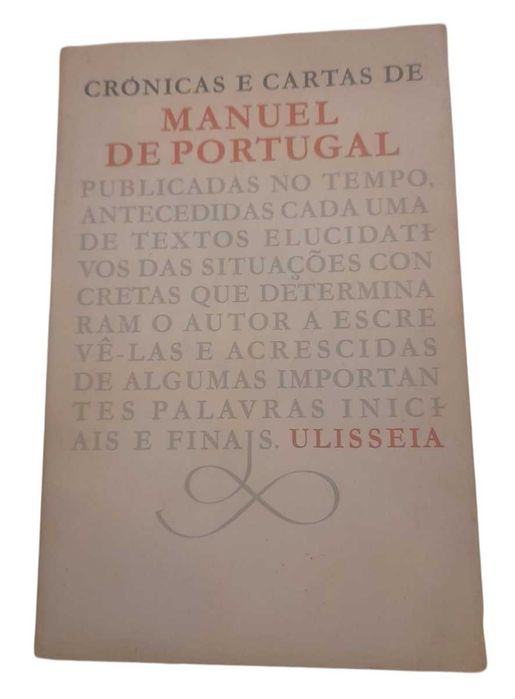 CRÓNICAS E CARTAS DE
MANUEL
DE PORTUGAL
PUBLICADAS NO TEMPO,
ANTECEDIDAS CADA UMA
DE TEXTOS ELUCIDATI-
VOS DAS SITUAÇÕES CON
CRETAS QUE DETERMINA
RAM O AUTOR A ESCRE
VÊ-LAS E ACRESCIDAS
DE ALGUMAS IMPORTAN
TES PALAVRAS INICI-
AIS E FINAIS. ULISSEIA